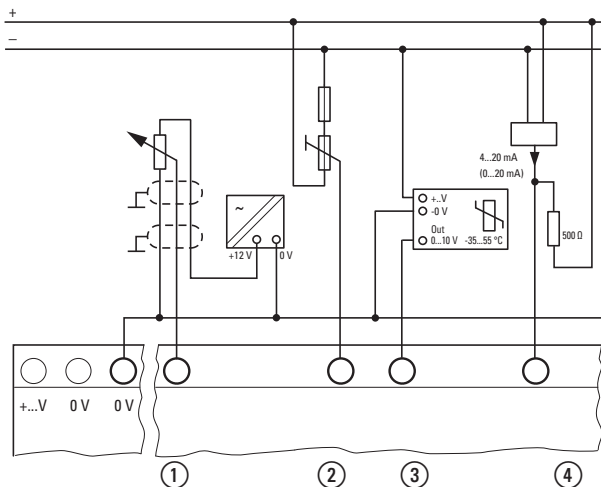 +
–
4...20 mA
(0...20 mA)
~
+..V
-0 V
Out
0...10 V -35...55 °C
500 Ω
+12 V 0 V
+...V 0 V 0 V
1 2 3 4